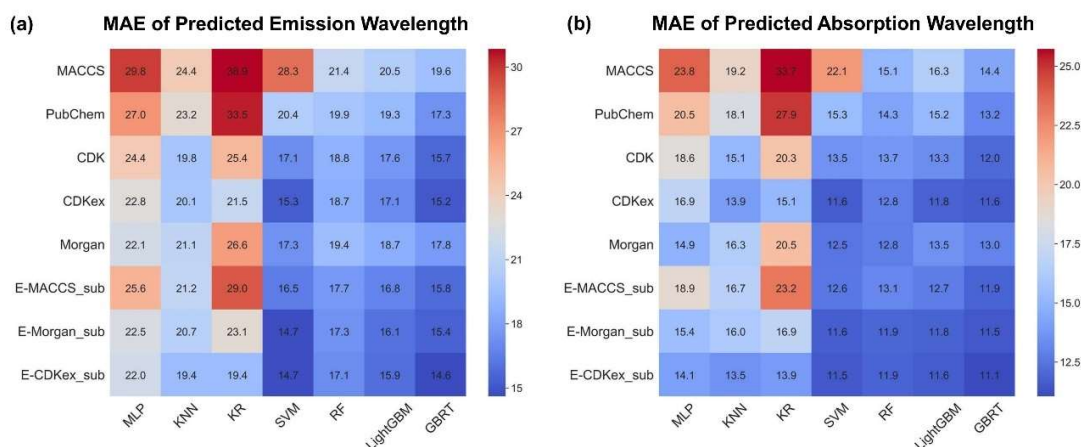 (a) MAE of Predicted Emission Wavelength
MACCS 29.8 24.4 28.3 21.4 20.5 19.6
PubChem 27.0 23.2 33.5 20.4 19.9 19.3 17.3
CDK 24.4 19.8 25.4 17.1 18.8 17.6 15.7
CDKex 22.8 20.1 21.5 15.3 18.7 17.1 15.2
Morgan 22.1 21.1 26.6 17.3 19.4 18.7 17.8
E-MACCS_sub 25.6 21.2 29.0 16.5 17.7 16.8 15.8
E-Morgan_sub 22.5 20.7 23.1 14.7 17.3 16.1 15.4
E-CDKex_sub 22.0 19.4 19.4 14.7 17.1 15.9 14.6
MLP KNN KR SVM RF LightGBM GBRT
30
27
24
21
18
15
(b) MAE of Predicted Absorption Wavelength
MACCS 23.8 19.2 33.7 22.1 15.1 16.3 14.4
PubChem 20.5 18.1 27.9 15.3 14.3 15.2 13.2
CDK 18.6 15.1 20.3 13.5 13.7 13.3 12.0
CDKex 16.9 13.9 15.1 11.6 12.8 11.8 11.6
Morgan 14.9 16.3 20.5 12.5 12.8 13.5 13.0
E-MACCS_sub 18.9 16.7 23.2 12.6 13.1 12.7 11.9
E-Morgan_sub 15.4 16.0 16.9 11.6 11.9 11.8 11.5
E-CDKex_sub 14.1 13.5 13.9 11.5 11.9 11.6 11.1
MLP KNN KR SVM RF LightGBM GBRT
25.0
22.5
20.0
17.5
15.0
12.5